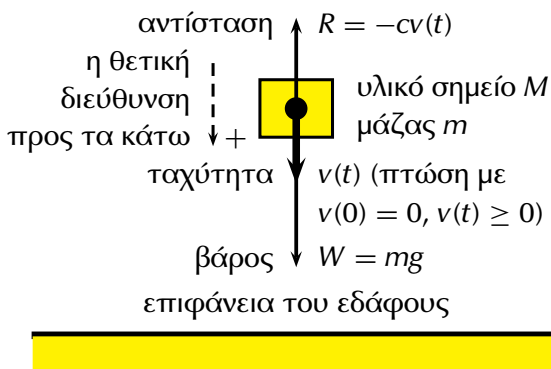 αντίσταση R = −cv(t)
η θετική
διεύθυνση
προς τα κάτω +
υλικό σημείο M
μάζας m
ταχύτητα v(t) (πτώση με
v(0) = 0, v(t) ≥ 0)
βάρος W = mg
επιφάνεια του εδάφους